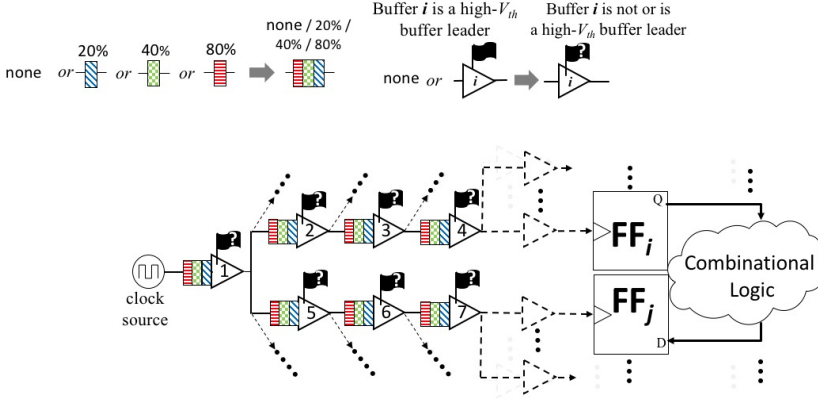 Buffer i is a high-Vth buffer leader
Buffer i is not or is a high-Vth buffer leader
none / 20% / 40% / 80%
none or 20% or 40% or 80%
none or i
i
clock source
1
2
3
4
5
6
7
FFi
Q
FFj
D
Combinational Logic
?
?
?
?
?
?
?
?